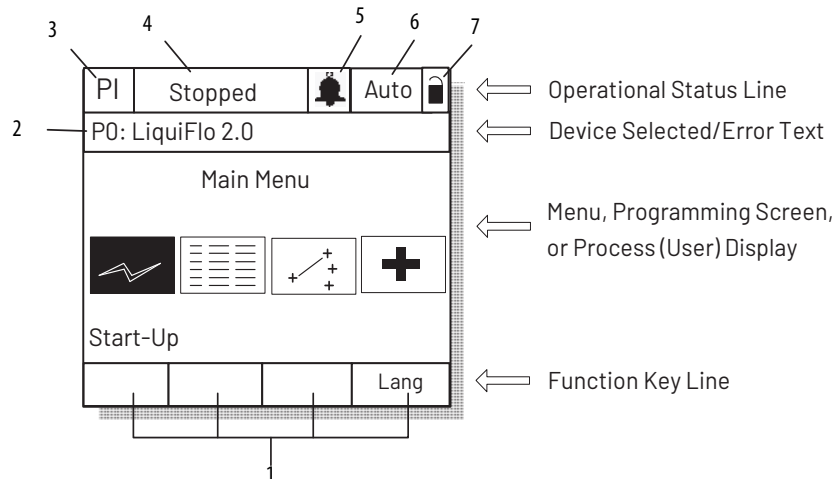 3 4 5 6 7
PI Stopped Auto
Operational Status Line
2 P0: LiquiFlo 2.0
Device Selected/Error Text
Main Menu
Menu, Programming Screen,
or Process (User) Display
Start-Up
Lang
Function Key Line
1